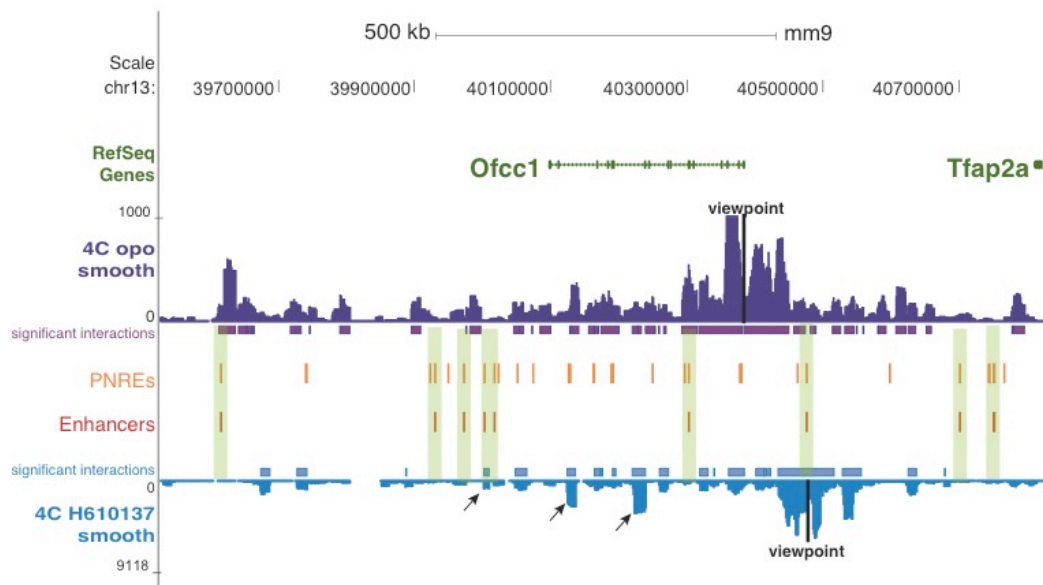 500 kb mm9
Scale
chr13: 39700000 39900000 40100000 40300000 40500000 40700000
RefSeq
Genes
Ofcc1 Tfap2a
viewpoint
1000
4C opo
smooth
0
significant interactions
PNREs
Enhancers
significant interactions
0
4C H610137
smooth
viewpoint
9118